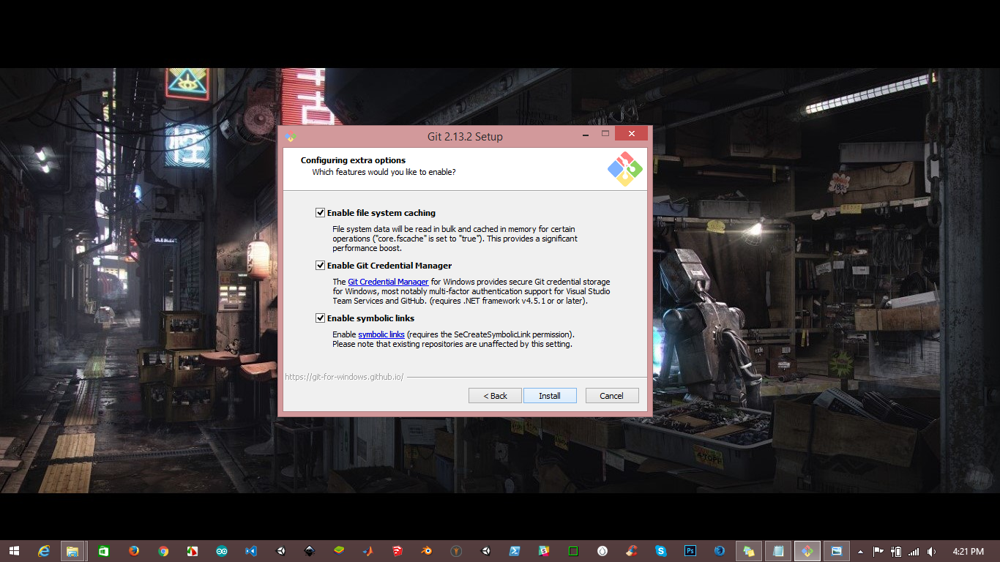 Git 2.13.2 Setup
Configuring extra options
Which features would you like to enable?
Enable file system caching
File system data will be read in bulk and cached in memory for certain
operations ("core.fscache" is set to "true"). This provides a significant
performance boost.
Enable Git Credential Manager
The Git Credential Manager for Windows provides secure Git credential storage
for Windows, most notably multi-factor authentication support for Visual Studio
Team Services and GitHub. (requires .NET framework v4.5.1 or or later).
Enable symbolic links
Enable symbolic links (requires the SeCreateSymbolicLink permission).
Please note that existing repositories are unaffected by this setting.
https://git-for-windows.github.io/
< Back
Install
Cancel
Ps
4:21 PM